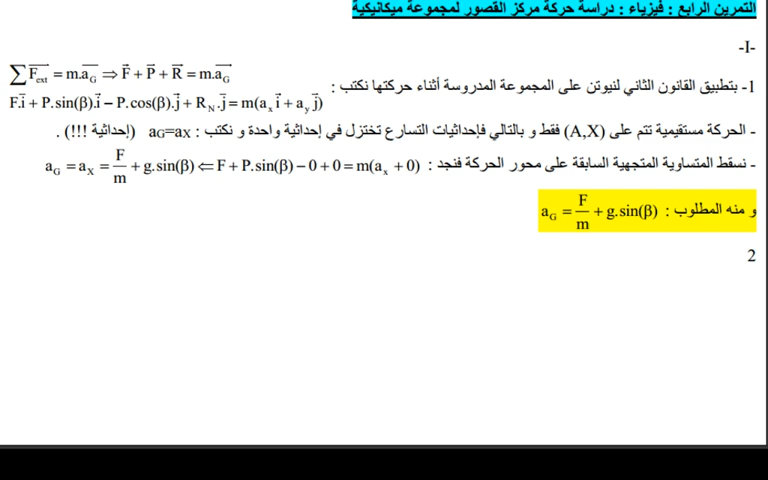 التمرين الرابع : فيزياء : دراسة حركة مركز القصور لمجموعة ميكانيكية
-I-
1- بتطبيق القانون الثاني لنيوتن على المجموعة المدروسة أثناء حركتها نكتب : ∑F⃗ext = m.a⃗G ⇒ F⃗ + P⃗ + R⃗ = m.a⃗G
F.i⃗ + P.sin(β).i⃗ − P.cos(β).j⃗ + RN.j⃗ = m(ax i⃗ + ay j⃗)
- الحركة مستقيمية تتم على (A,X) فقط و بالتالي فإحداثيات التسارع تختزل في إحداثية واحدة و نكتب : aG=aX (إحداثية !!!) .
- نسقط المتساوية المتجهية السابقة على محور الحركة فنجد : aG = aX = F/m + g.sin(β) ⇐ F + P.sin(β) − 0 + 0 = m(ax + 0)
و منه المطلوب : aG = F/m + g.sin(β)
2